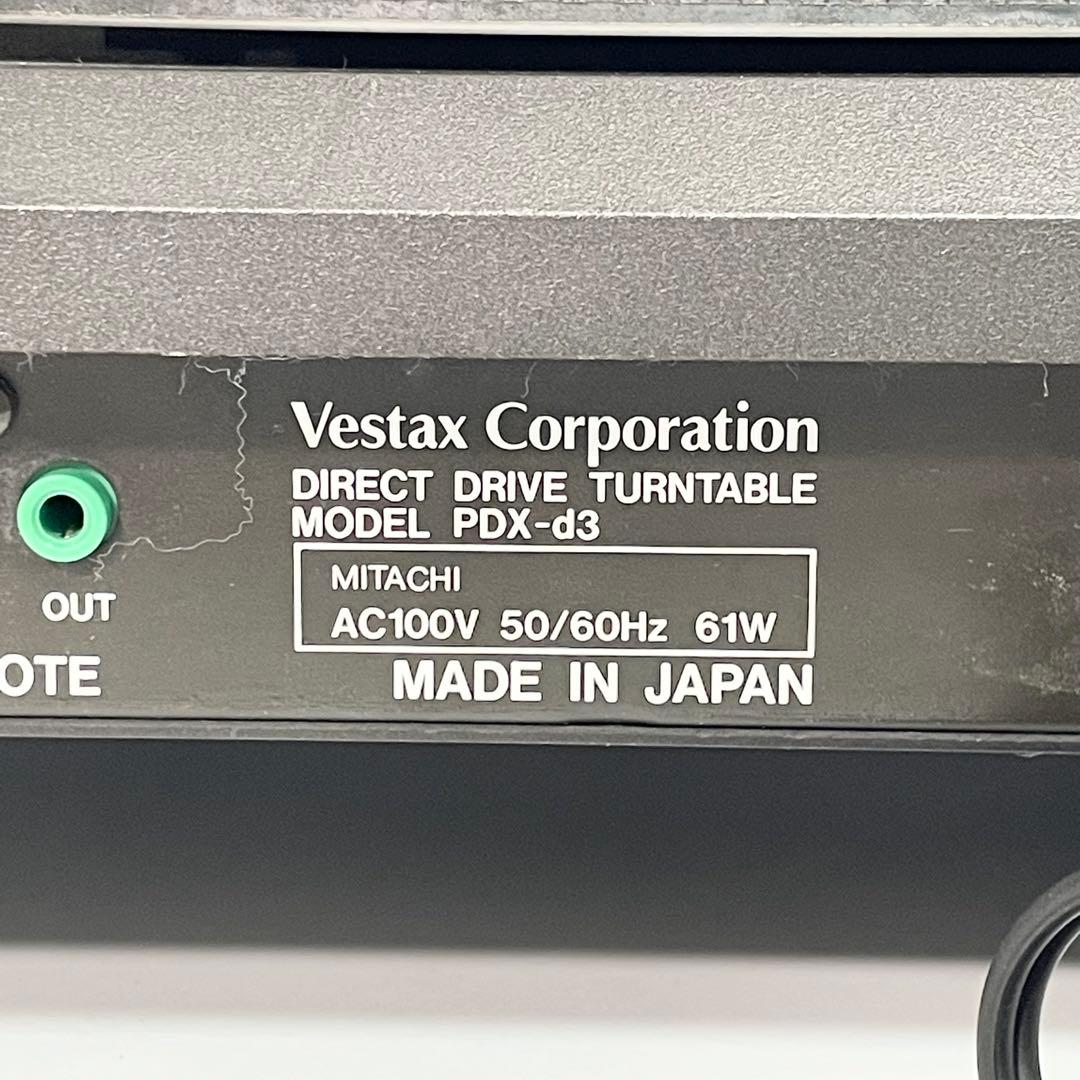 Vestax Corporation
DIRECT DRIVE TURNTABLE
MODEL PDX-d3
MITACHI
AC100V 50/60Hz 61W
MADE IN JAPAN
OUT
OTE